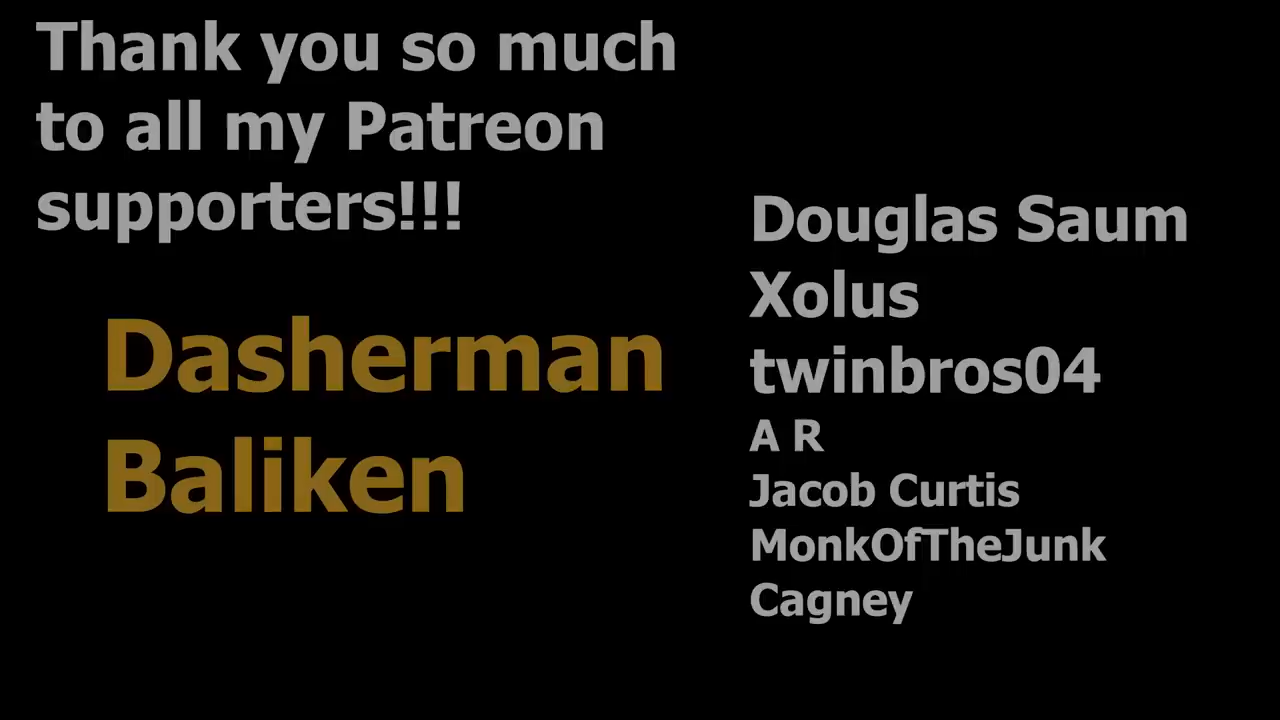 Thank you so much
to all my Patreon
supporters!!!
Dasherman
Baliken
Douglas Saum
Xolus
twinbros04
A R
Jacob Curtis
MonkOfTheJunk
Cagney